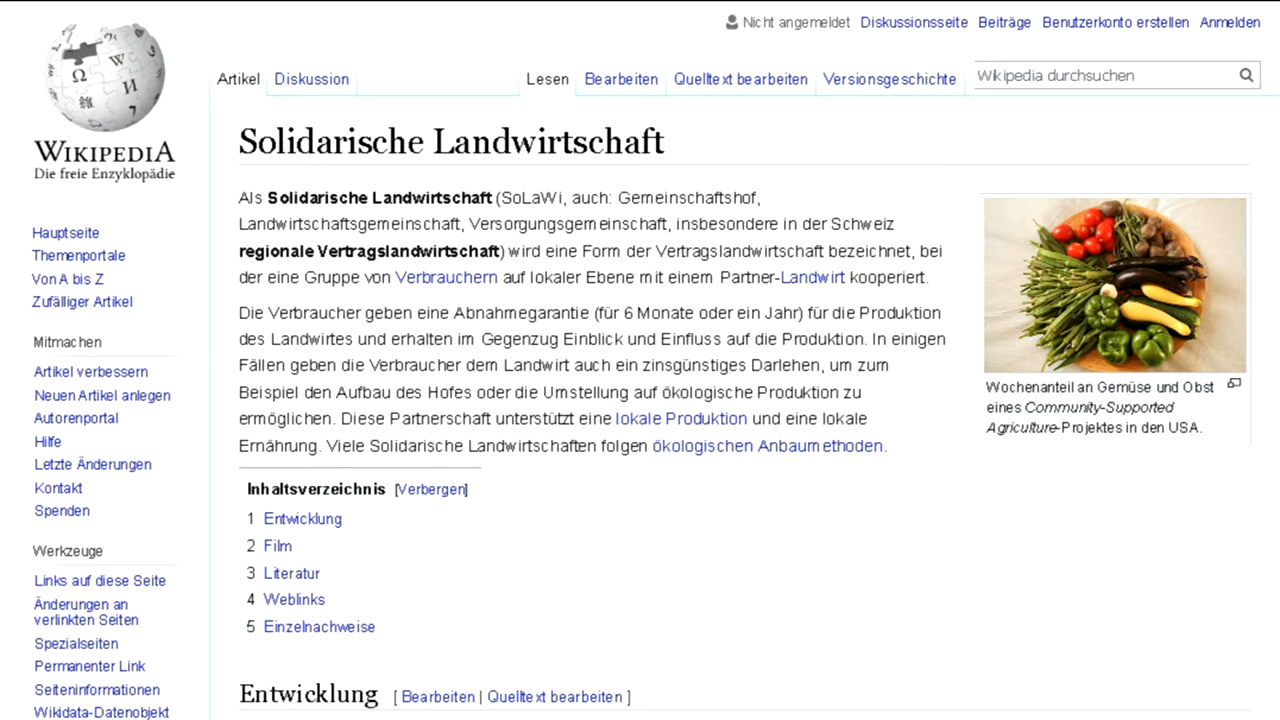 Nicht angemeldet Diskussionsseite Beiträge Benutzerkonto erstellen Anmelden
Artikel Diskussion Lesen Bearbeiten Quelltext bearbeiten Versionsgeschichte Wikipedia durchsuchen
WIKIPEDIA
Die freie Enzyklopädie
Hauptseite
Themenportale
Von A bis Z
Zufälliger Artikel
Mitmachen
Artikel verbessern
Neuen Artikel anlegen
Autorenportal
Hilfe
Letzte Änderungen
Kontakt
Spenden
Werkzeuge
Links auf diese Seite
Änderungen an
verlinkten Seiten
Spezialseiten
Permanenter Link
Seiteninformationen
Wikidata-Datenobjekt
Solidarische Landwirtschaft
Als Solidarische Landwirtschaft (SoLaWi, auch: Gemeinschaftshof,
Landwirtschaftsgemeinschaft, Versorgungsgemeinschaft, insbesondere in der Schweiz
regionale Vertragslandwirtschaft) wird eine Form der Vertragslandwirtschaft bezeichnet, bei
der eine Gruppe von Verbrauchern auf lokaler Ebene mit einem Partner-Landwirt kooperiert.
Die Verbraucher geben eine Abnahmegarantie (für 6 Monate oder ein Jahr) für die Produktion
des Landwirtes und erhalten im Gegenzug Einblick und Einfluss auf die Produktion. In einigen
Fällen geben die Verbraucher dem Landwirt auch ein zinsgünstiges Darlehen, um zum
Beispiel den Aufbau des Hofes oder die Umstellung auf ökologische Produktion zu
ermöglichen. Diese Partnerschaft unterstützt eine lokale Produktion und eine lokale
Ernährung. Viele Solidarische Landwirtschaften folgen ökologischen Anbaumethoden.
Wochenanteil an Gemüse und Obst
eines Community-Supported
Agriculture-Projektes in den USA.
Inhaltsverzeichnis [Verbergen]
1 Entwicklung
2 Film
3 Literatur
4 Weblinks
5 Einzelnachweise
Entwicklung [ Bearbeiten | Quelltext bearbeiten ]